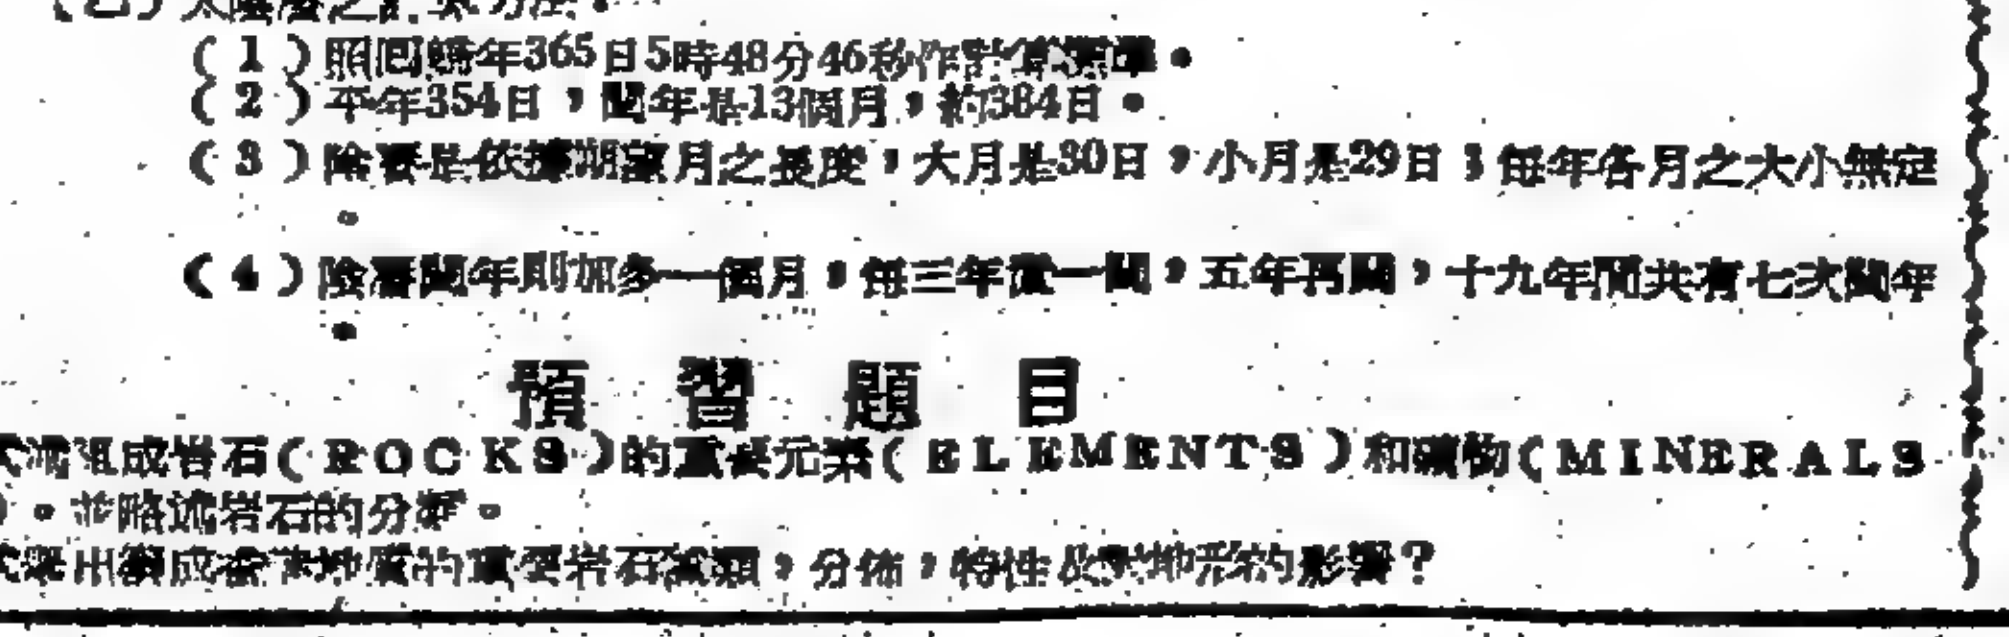 (乙)太陰曆之計算方法：
(1)照回歸年365日5時48分46秒作計算標準。
(2)平年354日，閏年是13個月，約384日。
(3)陰曆是依據朔望月之長度，大月是30日，小月是29日；每年各月之大小無定
。
(4)陰曆閏年則加多一個月，每三年置一閏，五年再閏，十九年間共有七次閏年
。
預習題目
組成岩石(ROCKS)的重要元素(ELEMENTS)和礦物(MINERALS
)。並略述岩石的分類。
舉出構成香港地質的重要岩石種類，分佈，特性及對地形的影響？